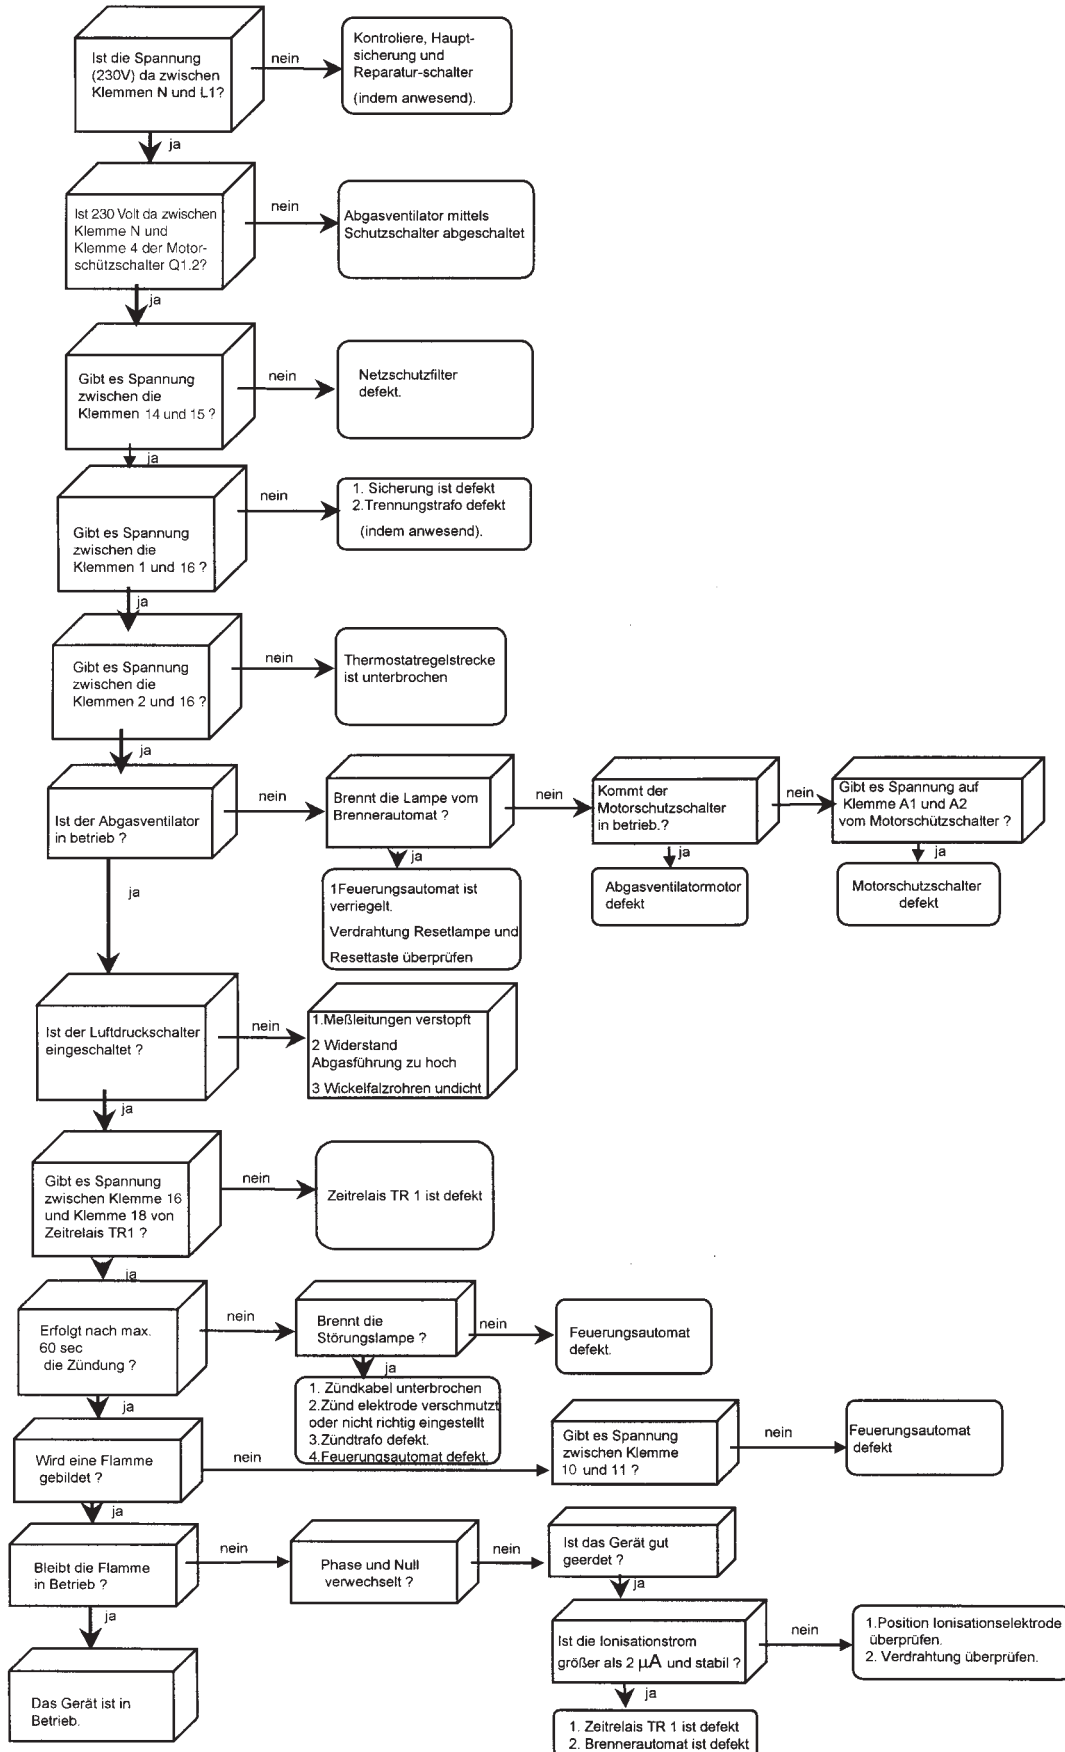 Ist die Spannung
(230V) da zwischen
Klemmen N und L1?
nein
Kontroliere, Haupt-
sicherung und
Reparatur-schalter
(indem anwesend).
ja
Ist 230 Volt da zwischen
Klemme N und
Klemme 4 der Motor-
schützschalter Q1.2?
nein
Abgasventilator mittels
Schutzschalter abgeschaltet
ja
Gibt es Spannung
zwischen die
Klemmen 14 und 15 ?
nein
Netzschutzfilter
defekt.
ja
Gibt es Spannung
zwischen die
Klemmen 1 und 16 ?
nein
1. Sicherung ist defekt
2.Trennungstrafo defekt
(indem anwesend).
ja
Gibt es Spannung
zwischen die
Klemmen 2 und 16 ?
nein
Thermostatregelstrecke
ist unterbrochen
ja
Ist der Abgasventilator
in betrieb ?
nein
Brennt die Lampe vom
Brennerautomat ?
nein
Kommt der
Motorschutzschalter
in betrieb.?
nein
Gibt es Spannung auf
Klemme A1 und A2
vom Motorschützschalter ?
ja
1Feuerungsautomat ist
verriegelt.
Verdrahtung Resetlampe und
Resettaste überprüfen
ja
Abgasventilatormotor
defekt
ja
Motorschutzschalter
defekt
ja
Ist der Luftdruckschalter
eingeschaltet ?
nein
1.Meßleitungen verstopft
2 Widerstand
Abgasführung zu hoch
3 Wickelfalzrohren undicht
ja
Gibt es Spannung
zwischen Klemme 16
und Klemme 18 von
Zeitrelais TR1 ?
nein
Zeitrelais TR 1 ist defekt
ja
Erfolgt nach max.
60 sec
die Zündung ?
nein
Brennt die
Störungslampe ?
nein
Feuerungsautomat
defekt.
ja
1. Zündkabel unterbrochen
2.Zünd elektrode verschmutzt
oder nicht richtig eingestellt
3.Zündtrafo defekt.
4.Feuerungsautomat defekt.
ja
Wird eine Flamme
gebildet ?
nein
Gibt es Spannung
zwischen Klemme
10 und 11 ?
nein
Feuerungsautomat
defekt
ja
Bleibt die Flamme
in Betrieb ?
nein
Phase und Null
verwechselt ?
nein
Ist das Gerät gut
geerdet ?
ja
Ist die Ionisationstrom
größer als 2 µA und stabil ?
nein
1.Position Ionisationselektrode
überprüfen.
2. Verdrahtung überprüfen.
ja
1. Zeitrelais TR 1 ist defekt
2. Brennerautomat ist defekt
ja
Das Gerät ist in
Betrieb.